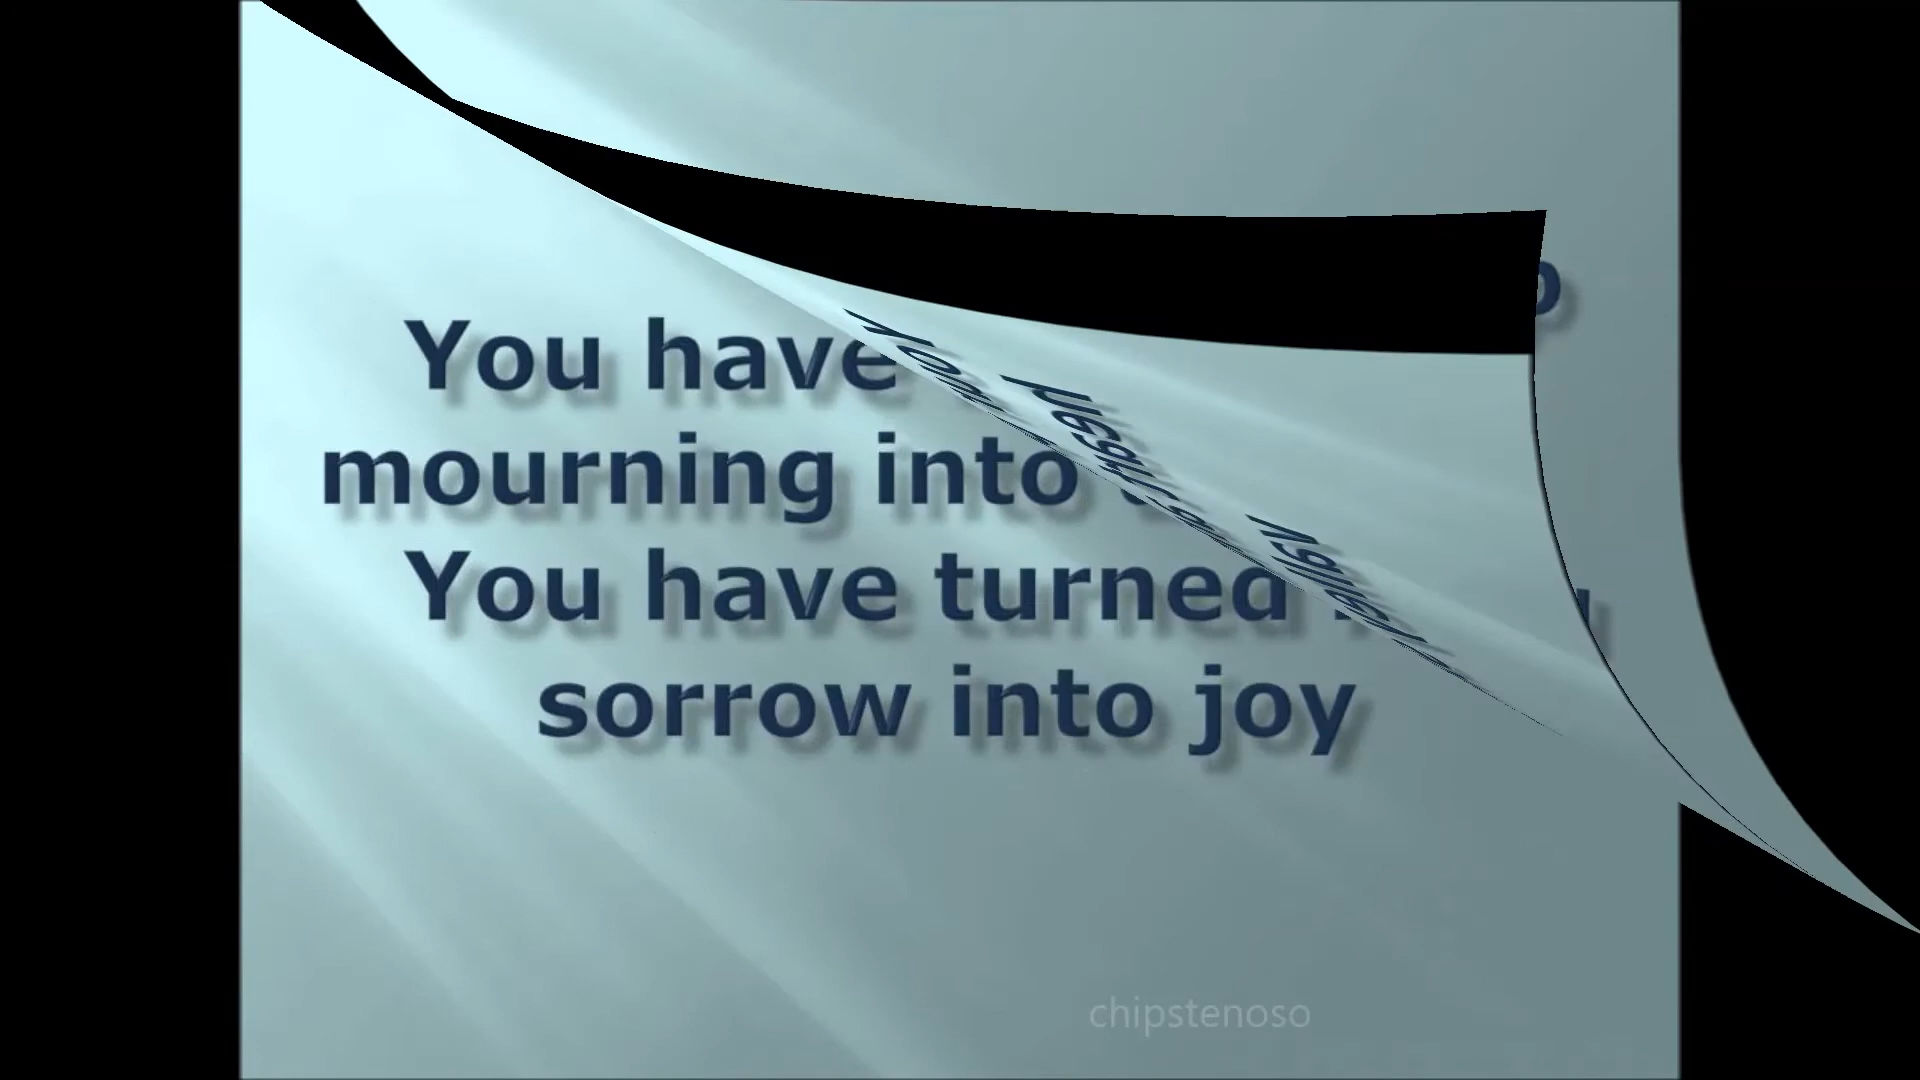 You have
mourning into
You have turned
sorrow into joy
chipstenoso